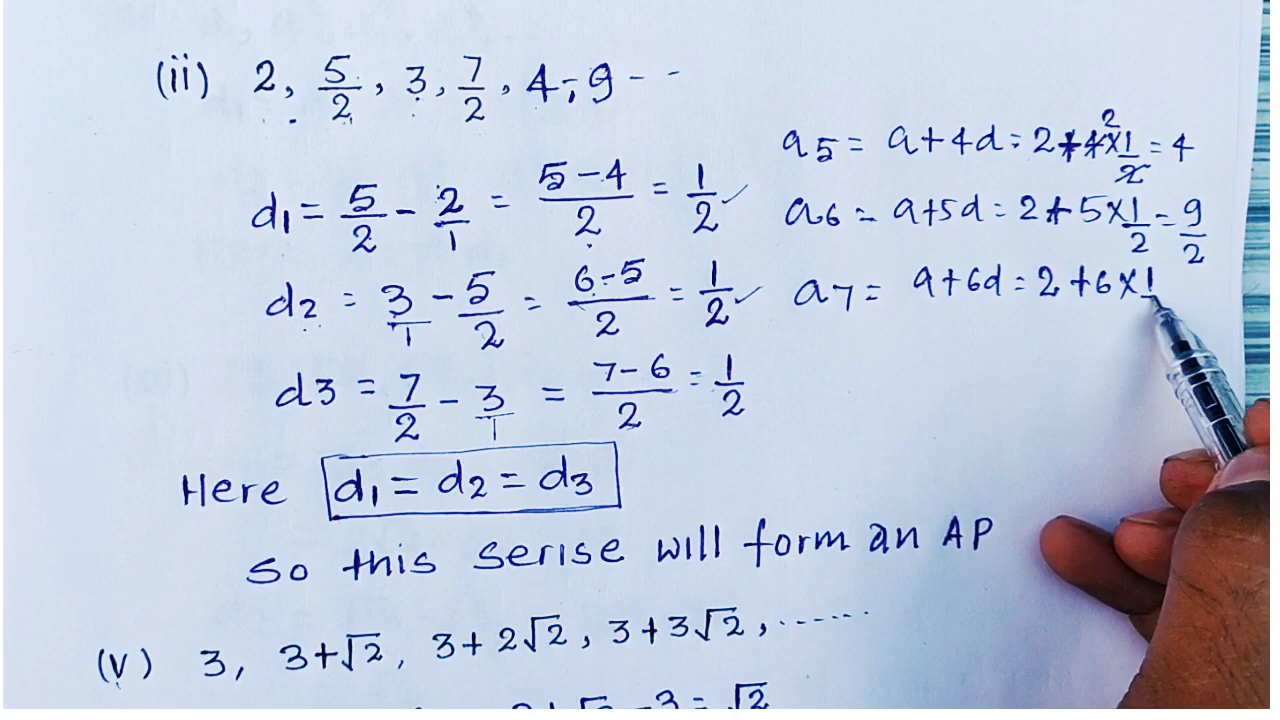 (ii) 2, 5/2, 3, 7/2, 4, 9 - -
d1 = 5/2 - 2/1 = 5-4/2 = 1/2 ✓
d2 = 3/1 - 5/2 = 6-5/2 = 1/2 ✓
d3 = 7/2 - 3/1 = 7-6/2 = 1/2
Here d1 = d2 = d3
so this serise will form an AP
(v) 3, 3+√2, 3+2√2, 3+3√2, ......
-3 = √2
a5 = a+4d = 2+4×1/2 = 4
a6 = a+5d = 2+5×1/2 = 9/2
a7 = a+6d = 2+6×1